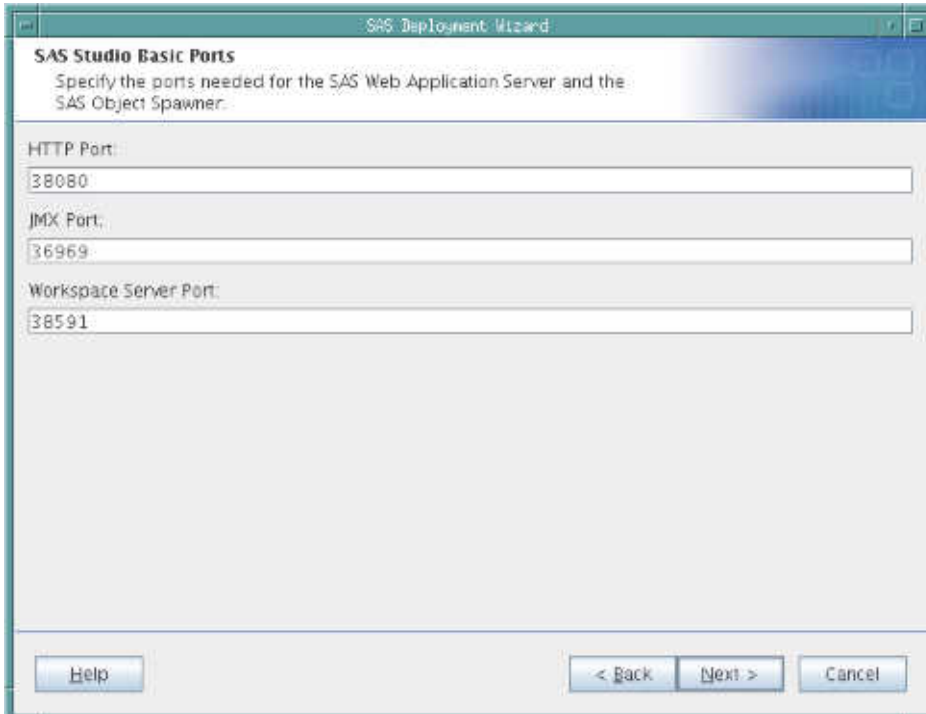 SAS Deployment Wizard
SAS Studio Basic Ports
Specify the ports needed for the SAS Web Application Server and the
SAS Object Spawner.
HTTP Port:
38080
JMX Port:
36969
Workspace Server Port:
38591
Help
< Back
Next >
Cancel